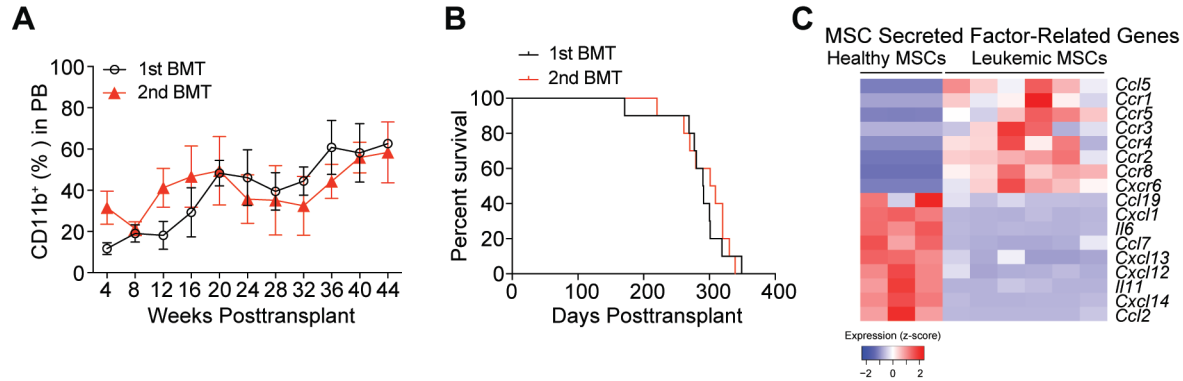 A
1st BMT
2nd BMT
CD11b⁺ (%) in PB
100
80
60
40
20
0
4 8 12 16 20 24 28 32 36 40 44
Weeks Posttransplant
B
1st BMT
2nd BMT
Percent survival
100
80
60
40
20
0
0 100 200 300 400
Days Posttransplant
C
MSC Secreted Factor-Related Genes
Healthy MSCs Leukemic MSCs
Ccl5
Ccr1
Ccr5
Ccr3
Ccr4
Ccr2
Ccr8
Cxcr6
Ccl19
Cxcl1
Il6
Ccl7
Cxcl13
Cxcl12
Il11
Cxcl14
Ccl2
Expression (z-score)
−2 0 2